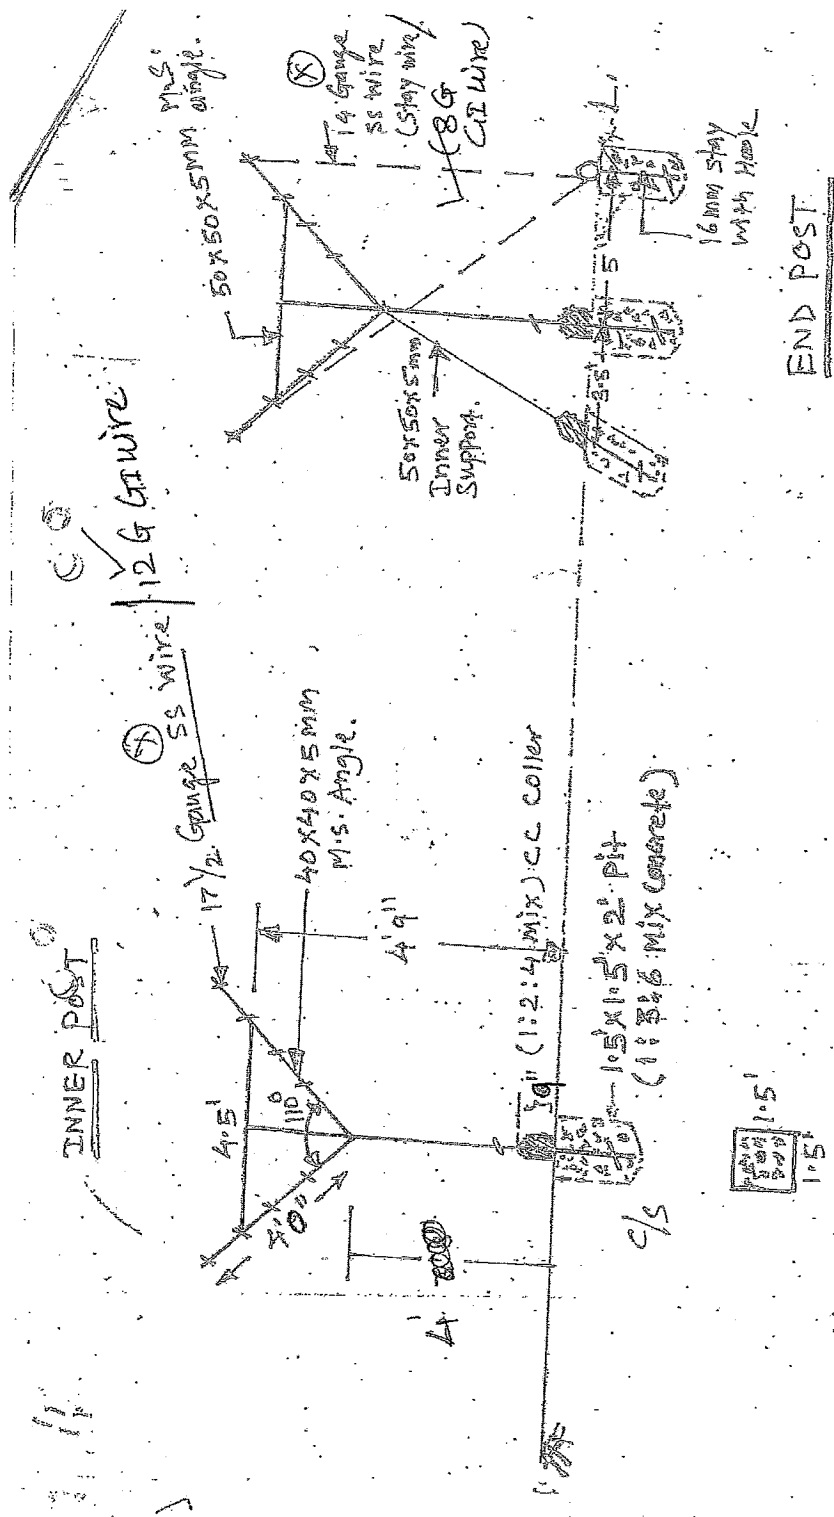 INNER POST
17 1/2 Gauge SS wire
(X)
12 G GI wire
40x40x5MM
M.S. Angle.
4.5'
110°
4'0"
4'9"
4'
9" (1:2:4 mix) CC coller
1.5'x1.5'x2' pit
(1:3:6 mix concrete)
C/S
1.5'
1.5'
50x50x5MM M.S.
angle.
(X)
14 Gauge
SS wire
(Stay wire)
(8G
GI wire)
50x50x5mm
Inner
Support.
3.5'
5
16mm stay
with Hook
END POST